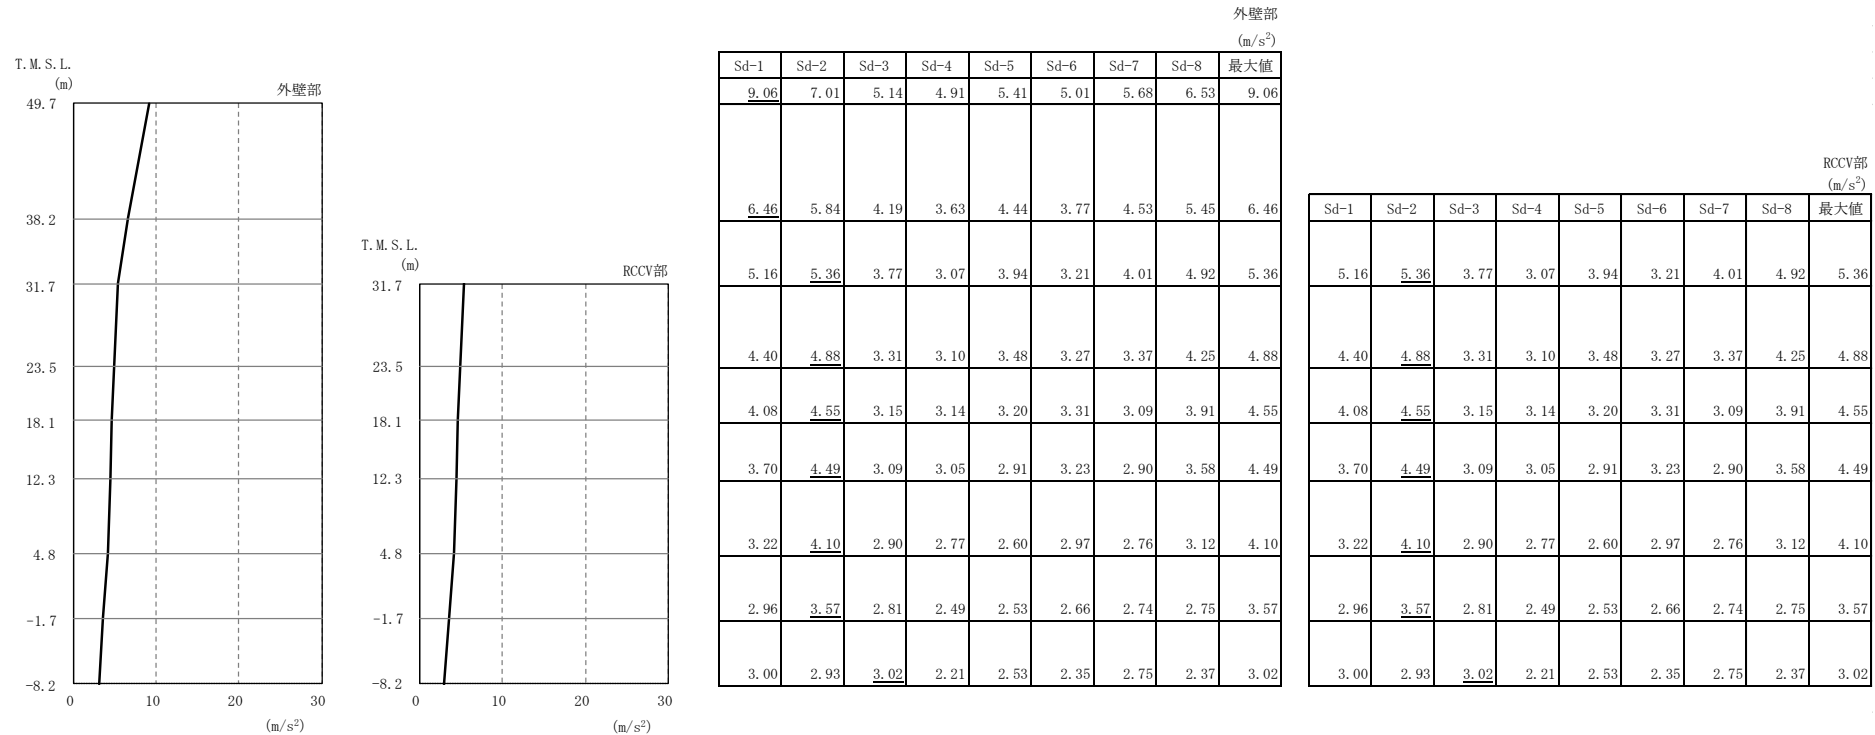 T.M.S.L.
(m)
外壁部
49.7
38.2
31.7
23.5
18.1
12.3
4.8
-1.7
-8.2
0 10 20 30
(m/s²)
T.M.S.L.
(m)
RCCV部
31.7
23.5
18.1
12.3
4.8
-1.7
-8.2
0 10 20 30
(m/s²)
外壁部
(m/s²)
Sd-1 Sd-2 Sd-3 Sd-4 Sd-5 Sd-6 Sd-7 Sd-8 最大値
9.06 7.01 5.14 4.91 5.41 5.01 5.68 6.53 9.06
6.46 5.84 4.19 3.63 4.44 3.77 4.53 5.45 6.46
5.16 5.36 3.77 3.07 3.94 3.21 4.01 4.92 5.36
4.40 4.88 3.31 3.10 3.48 3.27 3.37 4.25 4.88
4.08 4.55 3.15 3.14 3.20 3.31 3.09 3.91 4.55
3.70 4.49 3.09 3.05 2.91 3.23 2.90 3.58 4.49
3.22 4.10 2.90 2.77 2.60 2.97 2.76 3.12 4.10
2.96 3.57 2.81 2.49 2.53 2.66 2.74 2.75 3.57
3.00 2.93 3.02 2.21 2.53 2.35 2.75 2.37 3.02
RCCV部
(m/s²)
Sd-1 Sd-2 Sd-3 Sd-4 Sd-5 Sd-6 Sd-7 Sd-8 最大値
5.16 5.36 3.77 3.07 3.94 3.21 4.01 4.92 5.36
4.40 4.88 3.31 3.10 3.48 3.27 3.37 4.25 4.88
4.08 4.55 3.15 3.14 3.20 3.31 3.09 3.91 4.55
3.70 4.49 3.09 3.05 2.91 3.23 2.90 3.58 4.49
3.22 4.10 2.90 2.77 2.60 2.97 2.76 3.12 4.10
2.96 3.57 2.81 2.49 2.53 2.66 2.74 2.75 3.57
3.00 2.93 3.02 2.21 2.53 2.35 2.75 2.37 3.02